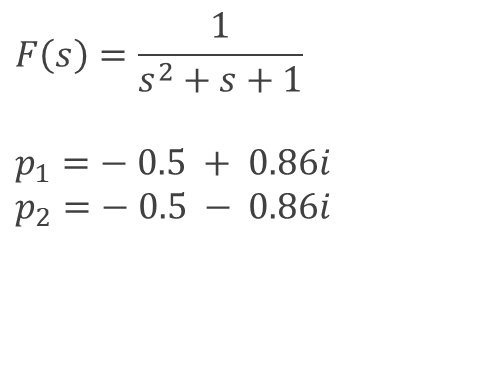 F(s) = 1 / (s² + s + 1)
p₁ = − 0.5 + 0.86i
p₂ = − 0.5 − 0.86i